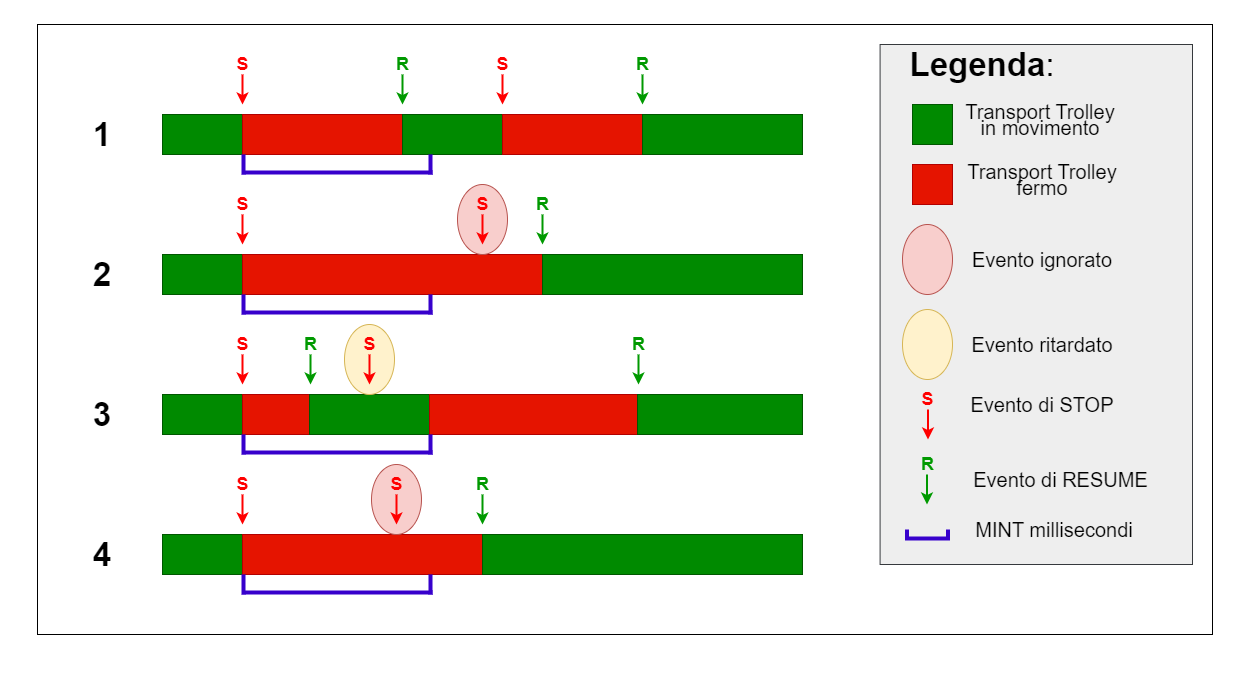 S R S R
1
S S R
2
S R S R
3
S S R
4
Legenda:
Transport Trolley
in movimento
Transport Trolley
fermo
Evento ignorato
Evento ritardato
S Evento di STOP
R Evento di RESUME
MINT millisecondi